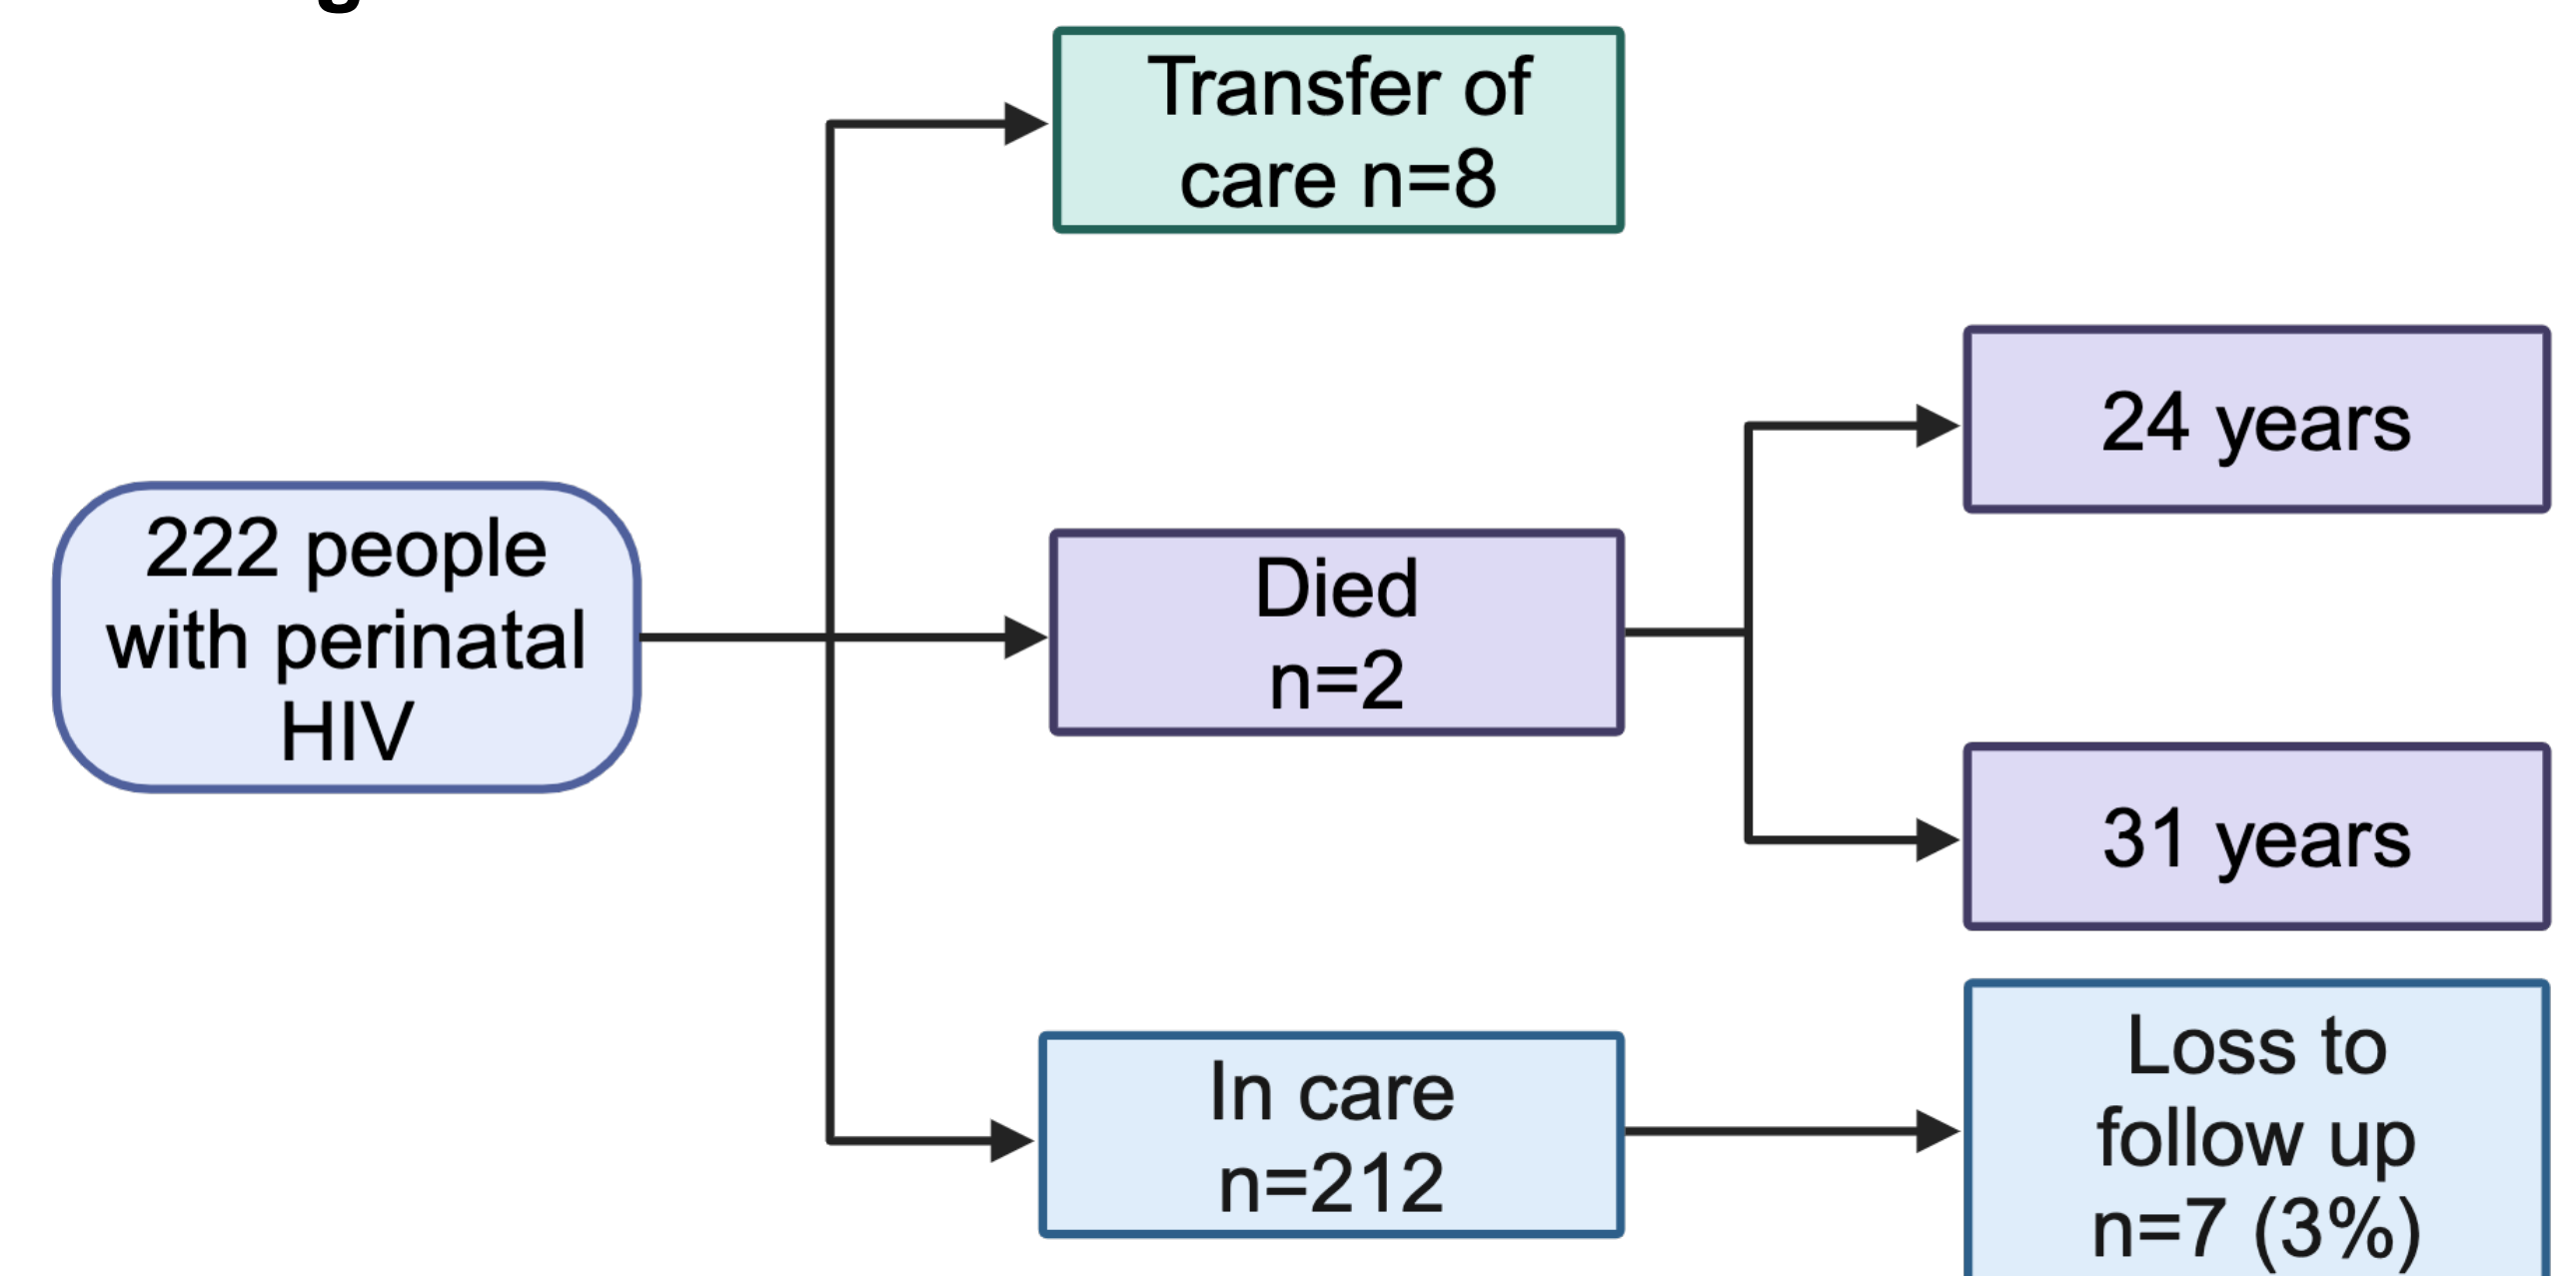 Transfer of
care n=8
24 years
222 people
with perinatal
HIV
Died
n=2
31 years
In care
n=212
Loss to
follow up
n=7 (3%)